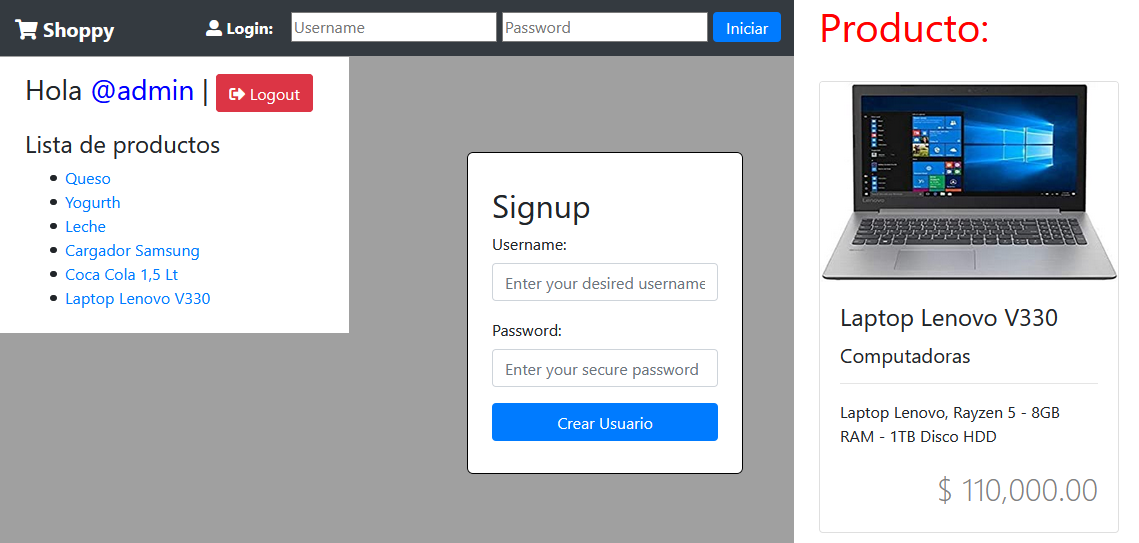 Shoppy
Login:
Username
Password
Iniciar
Hola @admin |
Logout
Lista de productos
Queso
Yogurth
Leche
Cargador Samsung
Coca Cola 1,5 Lt
Laptop Lenovo V330
Signup
Username:
Enter your desired username
Password:
Enter your secure password
Crear Usuario
Producto:
Lenovo
Laptop Lenovo V330
Computadoras
Laptop Lenovo, Rayzen 5 - 8GB
RAM - 1TB Disco HDD
$ 110,000.00